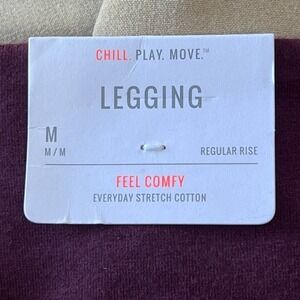 CHILL. PLAY. MOVE.™
LEGGING
M
M / M
REGULAR RISE
FEEL COMFY
EVERYDAY STRETCH COTTON